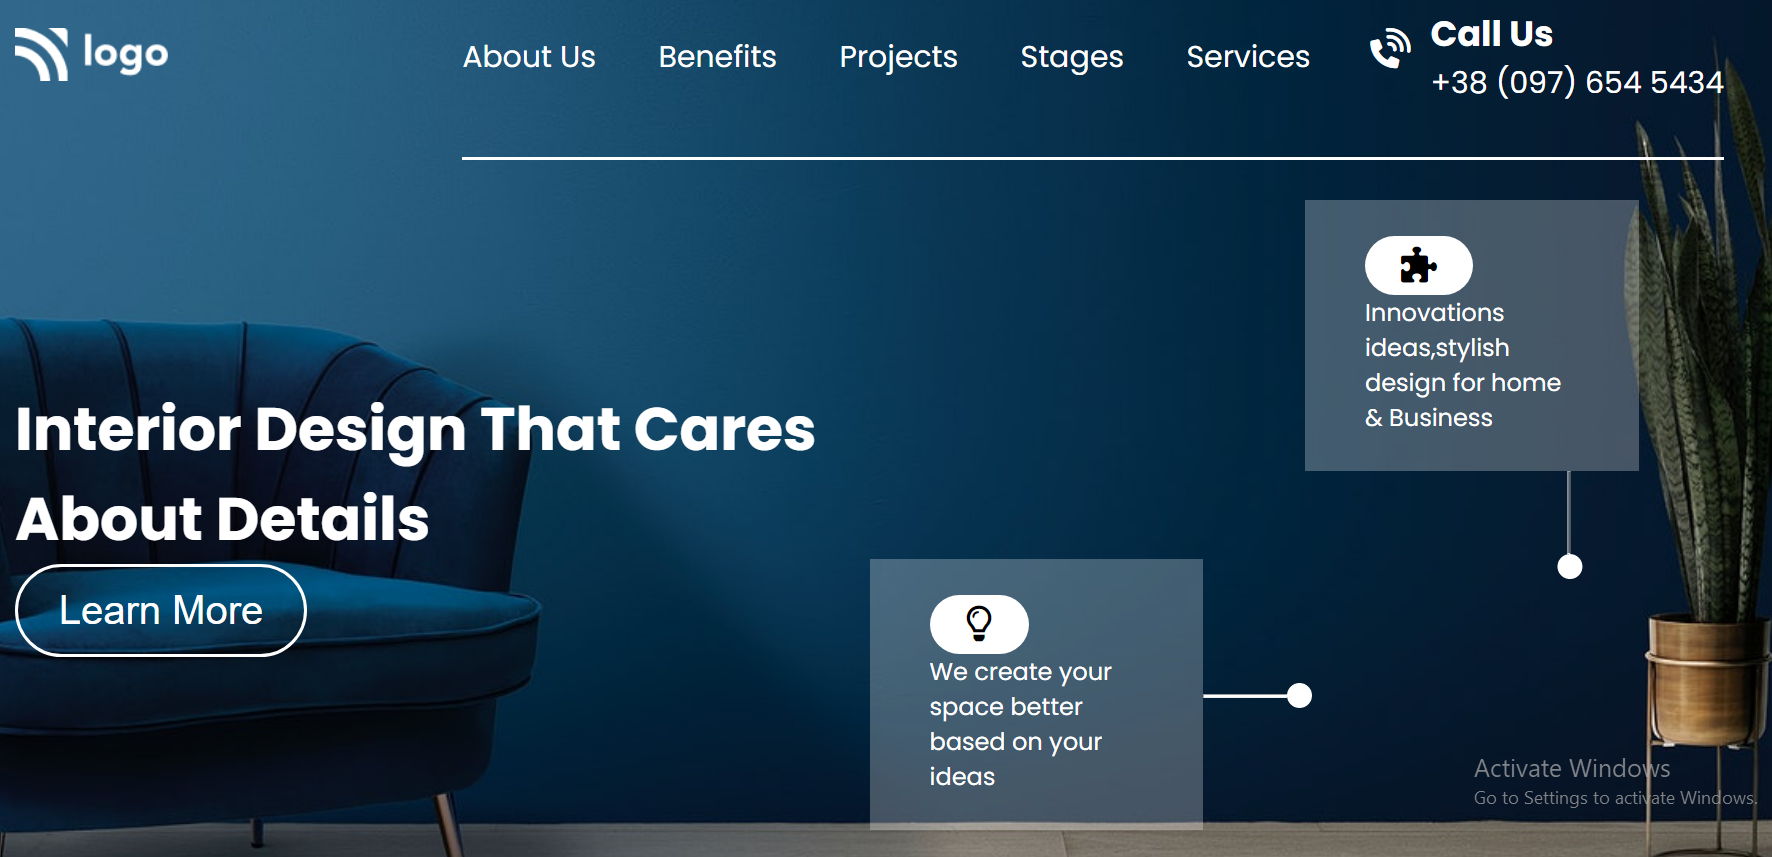 logo
About Us Benefits Projects Stages Services
Call Us
+38 (097) 654 5434
Innovations
ideas,stylish
design for home
& Business
Interior Design That Cares
About Details
Learn More
We create your
space better
based on your
ideas
Activate Windows
Go to Settings to activate Windows.